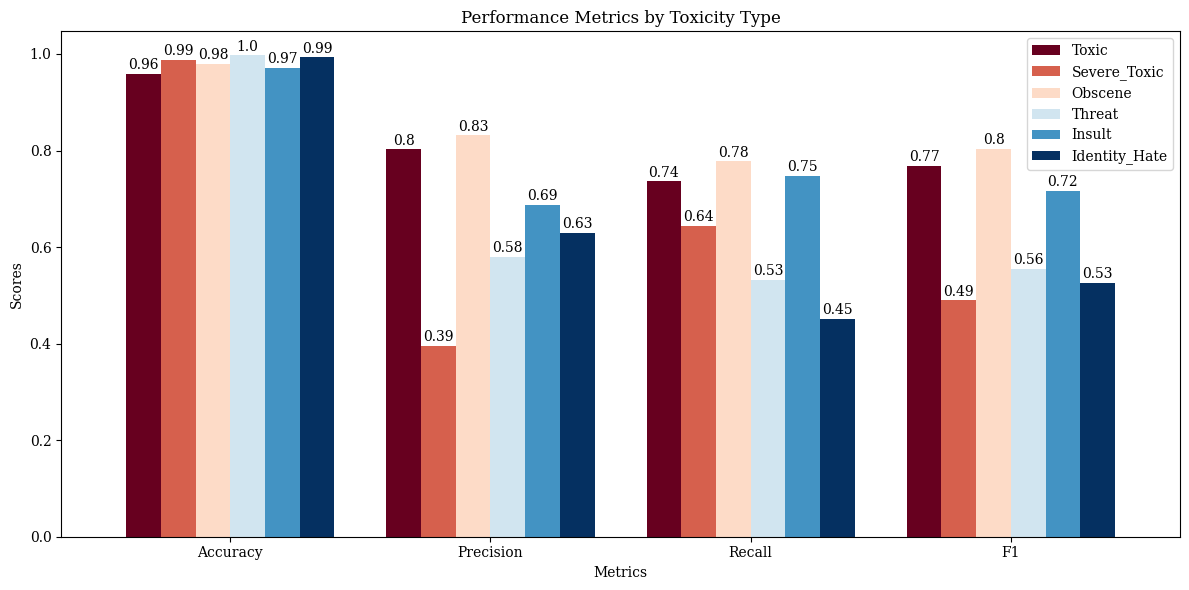 Performance Metrics by Toxicity Type
Toxic
Severe_Toxic
Obscene
Threat
Insult
Identity_Hate
Scores
1.0
0.8
0.6
0.4
0.2
0.0
0.96
0.99
0.98
1.0
0.97
0.99
0.8
0.39
0.83
0.58
0.69
0.63
0.74
0.64
0.78
0.53
0.75
0.45
0.77
0.49
0.8
0.56
0.72
0.53
Accuracy
Precision
Recall
F1
Metrics